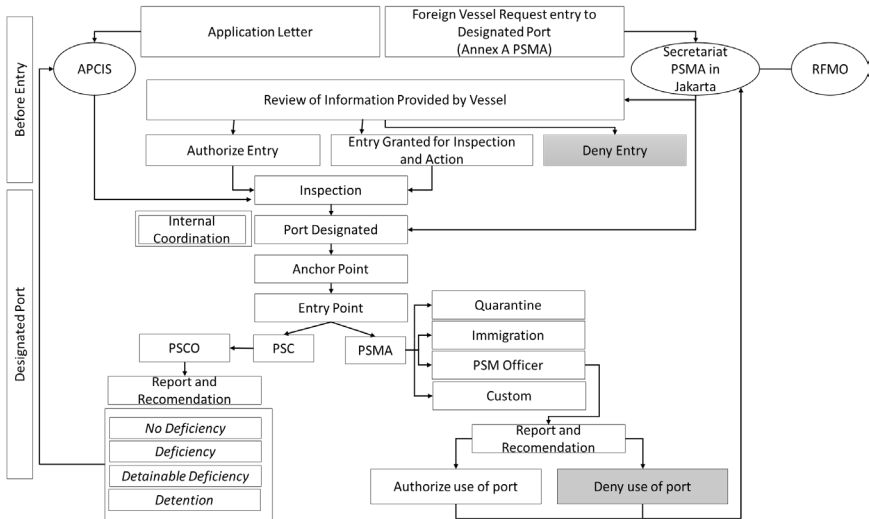 Before Entry
Application Letter
Foreign Vessel Request entry to
Designated Port
(Annex A PSMA)
APCIS
Secretariat
PSMA in
Jakarta
RFMO
Review of Information Provided by Vessel
Authorize Entry
Entry Granted for Inspection
and Action
Deny Entry
Inspection
Designated Port
Internal
Coordination
Port Designated
Anchor Point
Entry Point
PSCO
PSC
PSMA
Quarantine
Immigration
PSM Officer
Custom
Report and
Recomendation
No Deficiency
Deficiency
Detainable Deficiency
Detention
Report and
Recomendation
Authorize use of port
Deny use of port